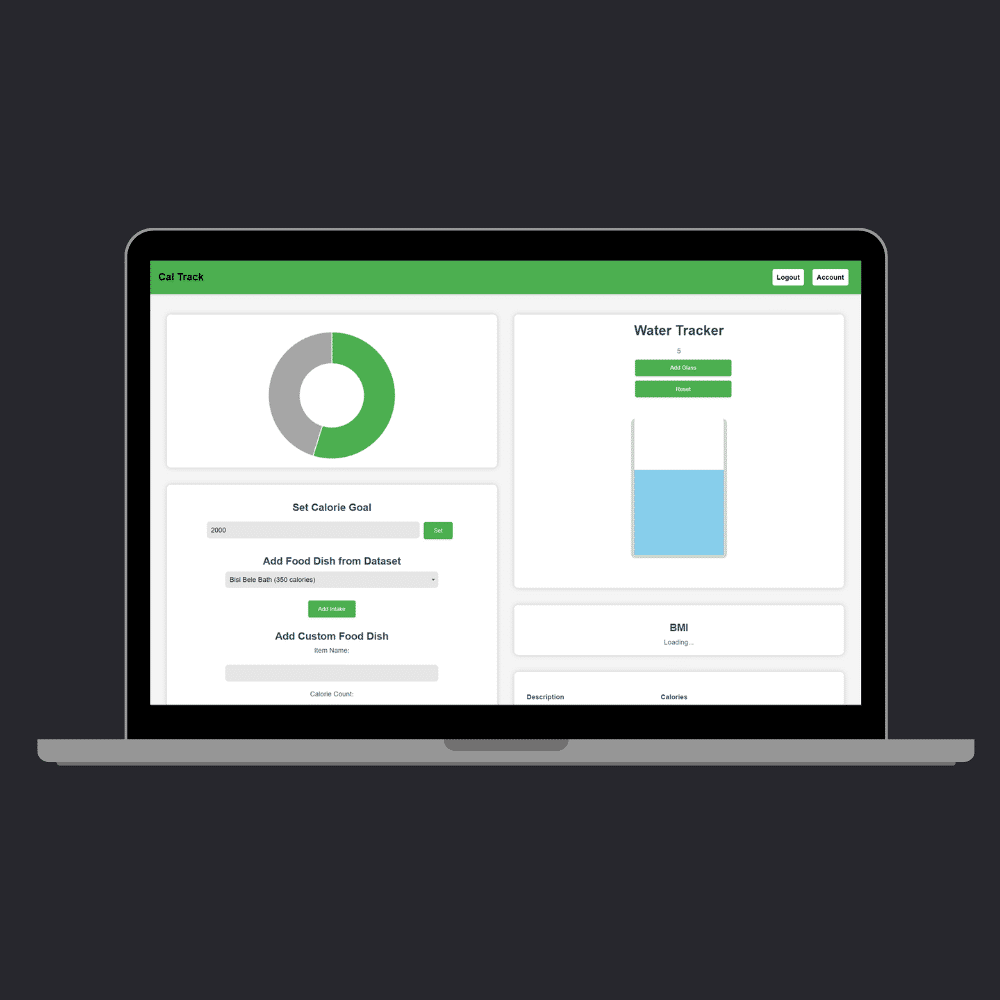 Cal Track
Logout
Account
Set Calorie Goal
2000
Set
Add Food Dish from Dataset
Bisi Bele Bath (350 calories)
Add Intake
Add Custom Food Dish
Item Name:
Calorie Count:
Water Tracker
5
Add Glass
Reset
BMI
Loading...
Description
Calories